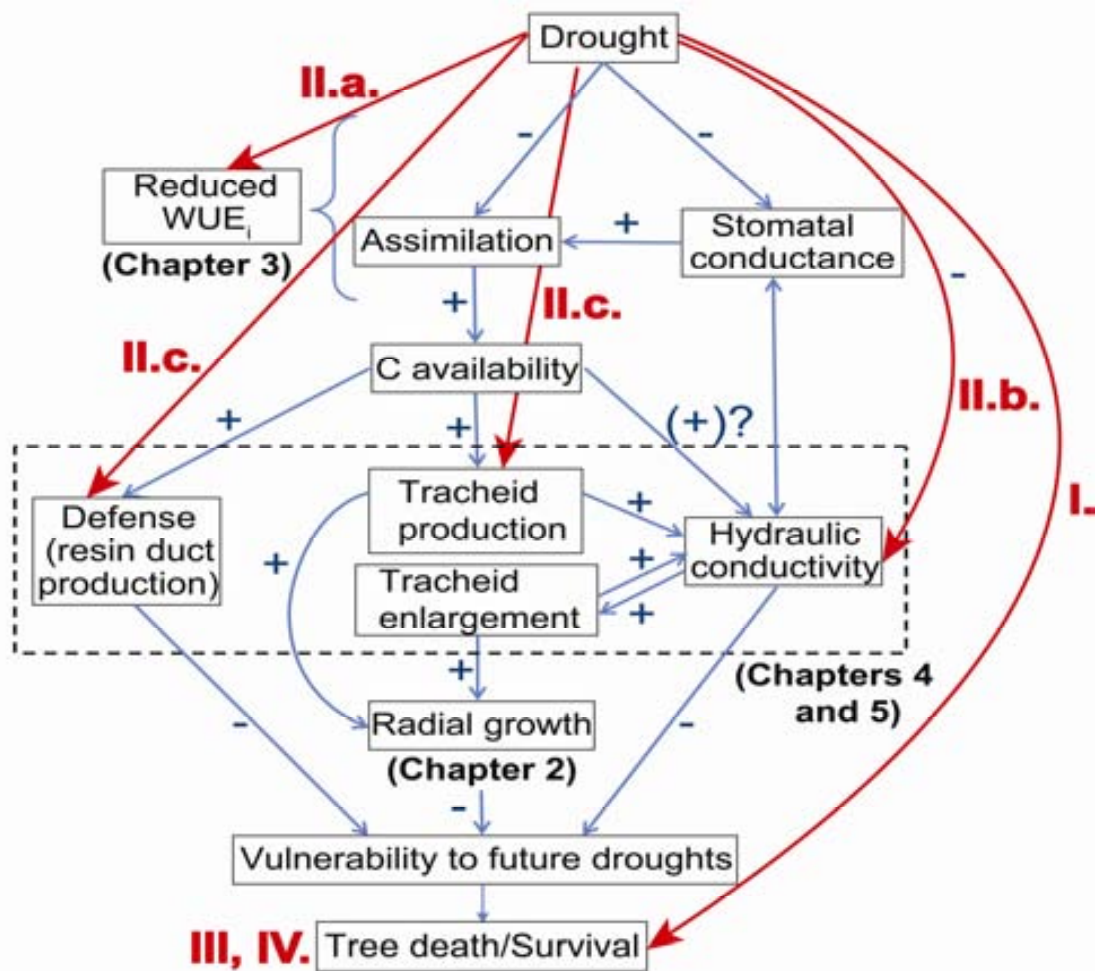 Drought
II.a.
-
-
Reduced
WUEi
(Chapter 3)
Assimilation
+
Stomatal
conductance
-
+
II.c.
II.c.
C availability
II.b.
+
+
(+)?
I.
Defense
(resin duct
production)
Tracheid
production
+
Hydraulic
conductivity
+
+
Tracheid
enlargement
+
+
(Chapters 4
and 5)
-
Radial growth
-
(Chapter 2)
-
Vulnerability to future droughts
III, IV.
Tree death/Survival